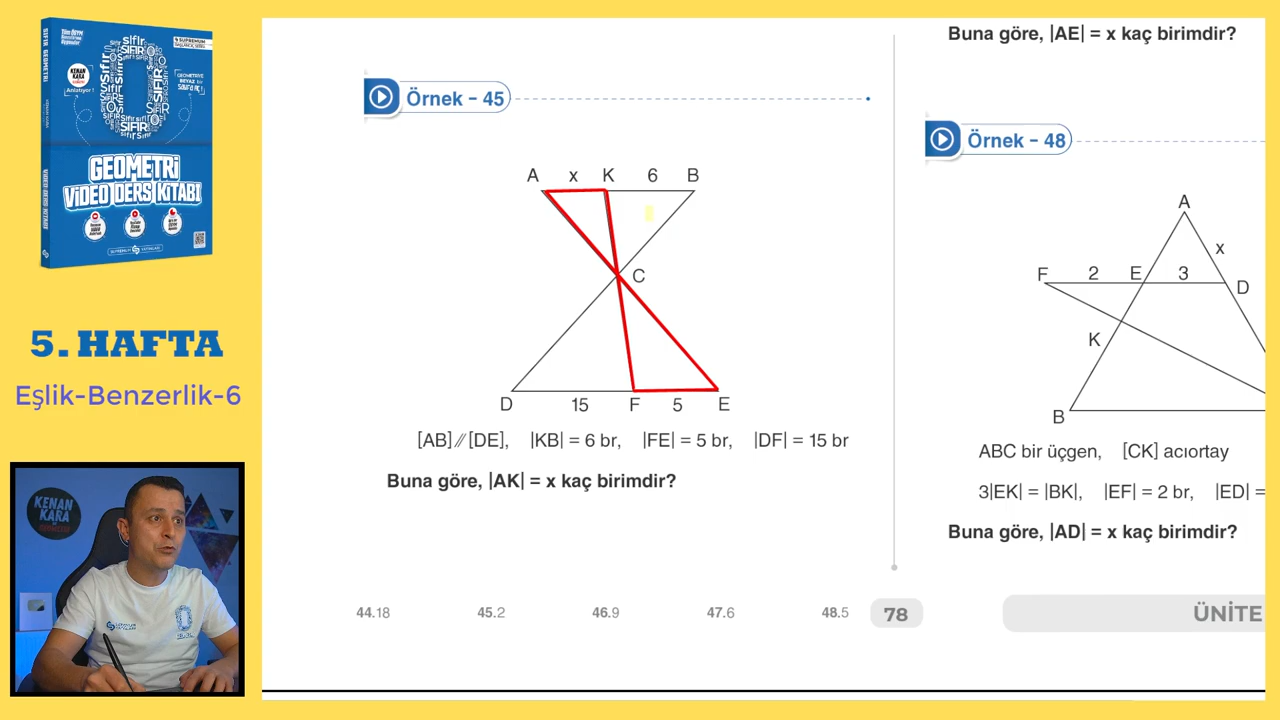 SIFIR GEOMETRİ
GEOMETRİ
VİDEO DERS KİTABI
5. HAFTA
Eşlik-Benzerlik-6
KENAN
KARA
Buna göre, |AE| = x kaç birimdir?
Örnek - 45
A x K 6 B
C
D 15 F 5 E
[AB]//[DE], |KB| = 6 br, |FE| = 5 br, |DF| = 15 br
Buna göre, |AK| = x kaç birimdir?
44.18 45.2 46.9 47.6 48.5 78
Örnek - 48
A
x
F 2 E 3 D
K
B
ABC bir üçgen, [CK] acıortay
3|EK| = |BK|, |EF| = 2 br, |ED| =
Buna göre, |AD| = x kaç birimdir?
ÜNİTE